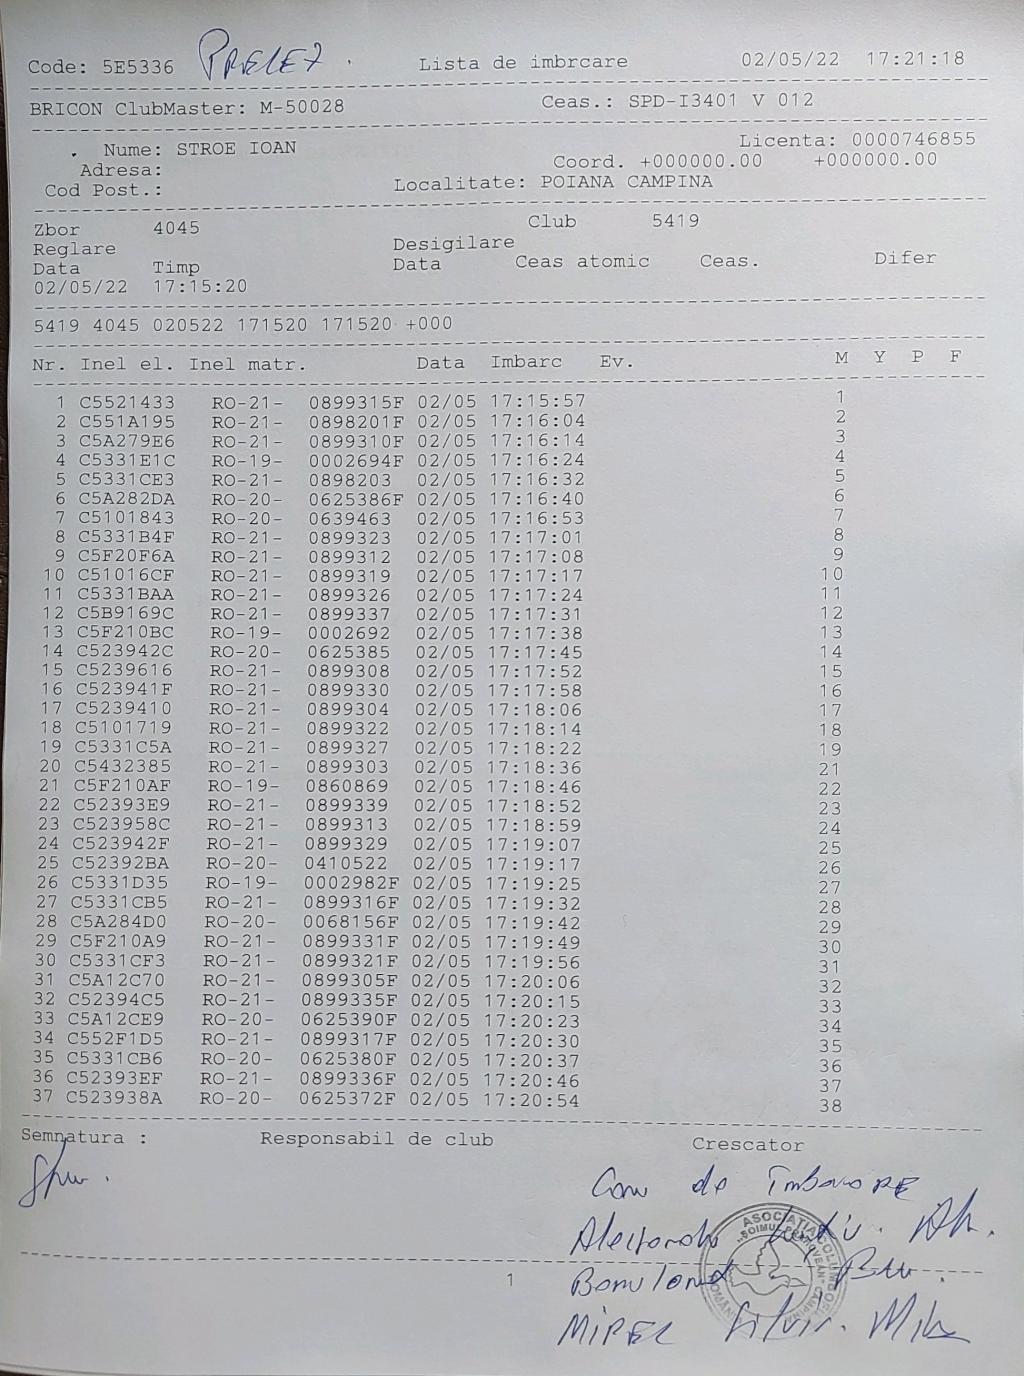 Code: 5E5336 Lista de imbrcare 02/05/22 17:21:18
BRICON ClubMaster: M-50028 Ceas.: SPD-I3401 V 012
Nume: STROE IOAN Licenta: 0000746855
Adresa: Coord. +000000.00 +000000.00
Cod Post.: Localitate: POIANA CAMPINA
Zbor 4045 Club 5419
Reglare Desigilare
Data Timp Data Ceas atomic Ceas. Difer
02/05/22 17:15:20
5419 4045 020522 171520 171520 +000
Nr. Inel el. Inel matr. Data Imbarc Ev. M Y P F
1 C5521433 RO-21- 0899315F 02/05 17:15:57 1
2 C551A195 RO-21- 0898201F 02/05 17:16:04 2
3 C5A279E6 RO-21- 0899310F 02/05 17:16:14 3
4 C5331E1C RO-19- 0002694F 02/05 17:16:24 4
5 C5331CE3 RO-21- 0898203 02/05 17:16:32 5
6 C5A282DA RO-20- 0625386F 02/05 17:16:40 6
7 C5101843 RO-20- 0639463 02/05 17:16:53 7
8 C5331B4F RO-21- 0899323 02/05 17:17:01 8
9 C5F20F6A RO-21- 0899312 02/05 17:17:08 9
10 C51016CF RO-21- 0899319 02/05 17:17:17 10
11 C5331BAA RO-21- 0899326 02/05 17:17:24 11
12 C5B9169C RO-21- 0899337 02/05 17:17:31 12
13 C5F210BC RO-19- 0002692 02/05 17:17:38 13
14 C523942C RO-20- 0625385 02/05 17:17:45 14
15 C5239616 RO-21- 0899308 02/05 17:17:52 15
16 C523941F RO-21- 0899330 02/05 17:17:58 16
17 C5239410 RO-21- 0899304 02/05 17:18:06 17
18 C5101719 RO-21- 0899322 02/05 17:18:14 18
19 C5331C5A RO-21- 0899327 02/05 17:18:22 19
20 C5432385 RO-21- 0899303 02/05 17:18:36 21
21 C5F210AF RO-19- 0860869 02/05 17:18:46 22
22 C52393E9 RO-21- 0899339 02/05 17:18:52 23
23 C523958C RO-21- 0899313 02/05 17:18:59 24
24 C523942F RO-21- 0899329 02/05 17:19:07 25
25 C52392BA RO-20- 0410522 02/05 17:19:17 26
26 C5331D35 RO-19- 0002982F 02/05 17:19:25 27
27 C5331CB5 RO-21- 0899316F 02/05 17:19:32 28
28 C5A284D0 RO-20- 0068156F 02/05 17:19:42 29
29 C5F210A9 RO-21- 0899331F 02/05 17:19:49 30
30 C5331CF3 RO-21- 0899321F 02/05 17:19:56 31
31 C5A12C70 RO-21- 0899305F 02/05 17:20:06 32
32 C52394C5 RO-21- 0899335F 02/05 17:20:15 33
33 C5A12CE9 RO-20- 0625390F 02/05 17:20:23 34
34 C552F1D5 RO-21- 0899317F 02/05 17:20:30 35
35 C5331CB6 RO-20- 0625380F 02/05 17:20:37 36
36 C52393EF RO-21- 0899336F 02/05 17:20:46 37
37 C523938A RO-20- 0625372F 02/05 17:20:54 38
Semnatura : Responsabil de club Crescator
de
ASOCIATIA
1
MIREL